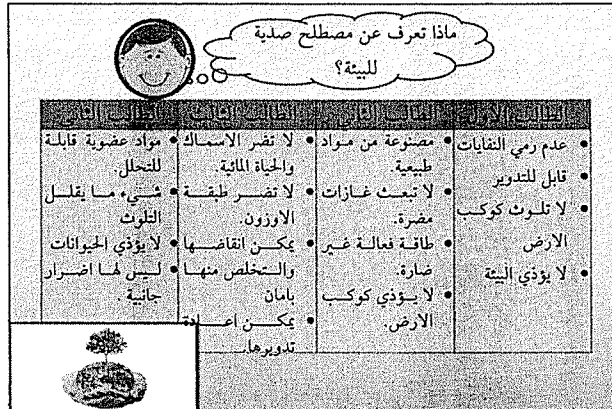 ماذا تعرف عن مصطلح صدية
للبيئة؟
الطالب الاول
• عدم رمي النفايات
• قابل للتدوير
• لا تلوث كوكب
الارض
• لا يؤذي البيئة
الطالب الثاني
• مصنوعة من مواد
طبيعية.
• لا تبعث غازات
مضرة.
• طاقة فعالة غير
ضارة.
• لا يؤذي كوكب
الارض.
الطالب الثالث
• لا تضر الاسماك
والحياة المائية.
• لا تضر طبقة
الاوزون.
• يمكن انقاضها
والتخلص منها
بامان
• يمكن اعادة
تدويرها.
الطالب الثاني
• مواد عضوية قابلة
للتحلل.
• شيء ما يقلل
التلوث
• لا يؤذي الحيوانات
• ليس لها اضرار
جانبية.